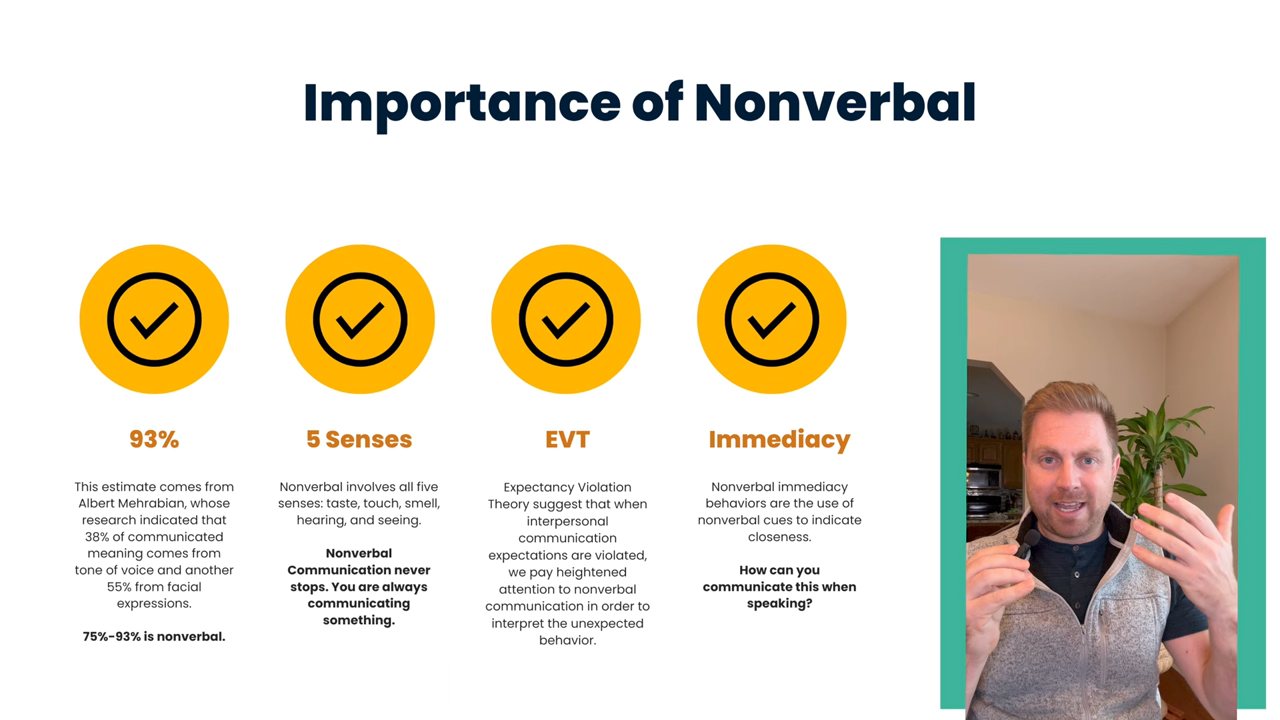 Importance of Nonverbal
93%
This estimate comes from
Albert Mehrabian, whose
research indicated that
38% of communicated
meaning comes from
tone of voice and another
55% from facial
expressions.
75%-93% is nonverbal.
5 Senses
Nonverbal involves all five
senses: taste, touch, smell,
hearing, and seeing.
Nonverbal
Communication never
stops. You are always
communicating
something.
EVT
Expectancy Violation
Theory suggest that when
interpersonal
communication
expectations are violated,
we pay heightened
attention to nonverbal
communication in order to
interpret the unexpected
behavior.
Immediacy
Nonverbal immediacy
behaviors are the use of
nonverbal cues to indicate
closeness.
How can you
communicate this when
speaking?